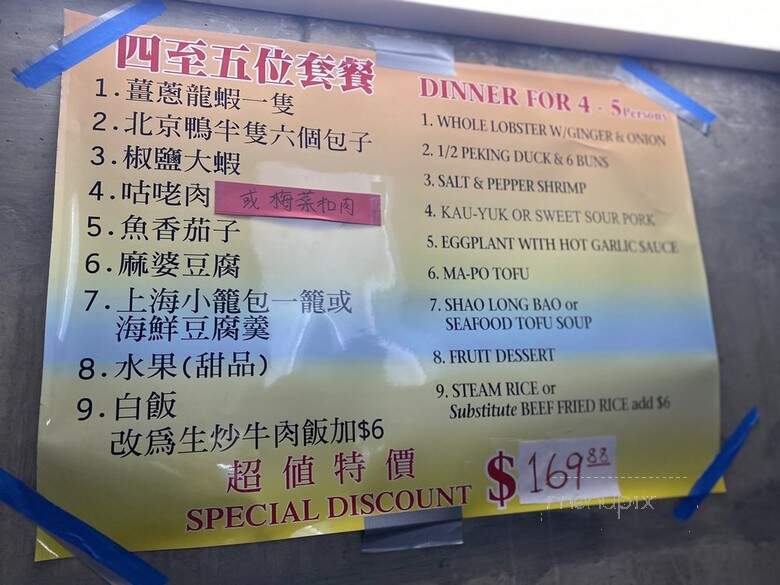 四至五位套餐
1.薑蔥龍蝦一隻
2.北京鴨半隻六個包子
3.椒鹽大蝦
4.咕咾肉 或梅菜扣肉
5.魚香茄子
6.麻婆豆腐
7.上海小籠包一籠或
海鮮豆腐羹
8.水果(甜品)
9.白飯
改為生炒牛肉飯加$6
DINNER FOR 4 - 5 Persons
1. WHOLE LOBSTER W/GINGER & ONION
2. 1/2 PEKING DUCK & 6 BUNS
3. SALT & PEPPER SHRIMP
4. KAU-YUK OR SWEET SOUR PORK
5. EGGPLANT WITH HOT GARLIC SAUCE
6. MA-PO TOFU
7. SHAO LONG BAO or
SEAFOOD TOFU SOUP
8. FRUIT DESSERT
9. STEAM RICE or
Substitute BEEF FRIED RICE add $6
超值特價
SPECIAL DISCOUNT $169.88
menupix